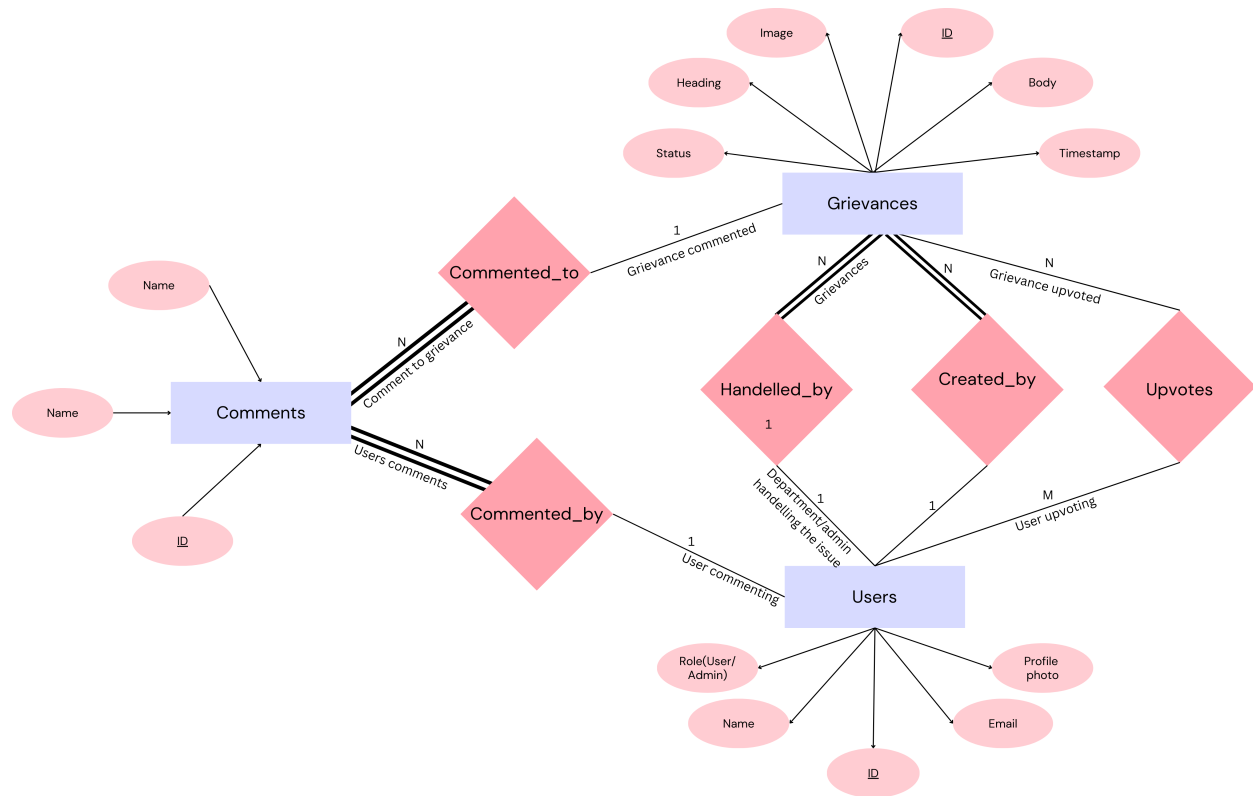 Image
ID
Heading
Body
Status
Timestamp
Grievances
1
Grievance commented
Commented_to
N
Comment to grievance
N
Grievances
N
N
Grievance upvoted
Name
Name
Comments
ID
N
Users comments
Commented_by
1
User commenting
Handelled_by
1
Created_by
Upvotes
Department/admin
handelling the issue
1
1
M
User upvoting
Users
Role(User/
Admin)
Profile
photo
Name
Email
ID